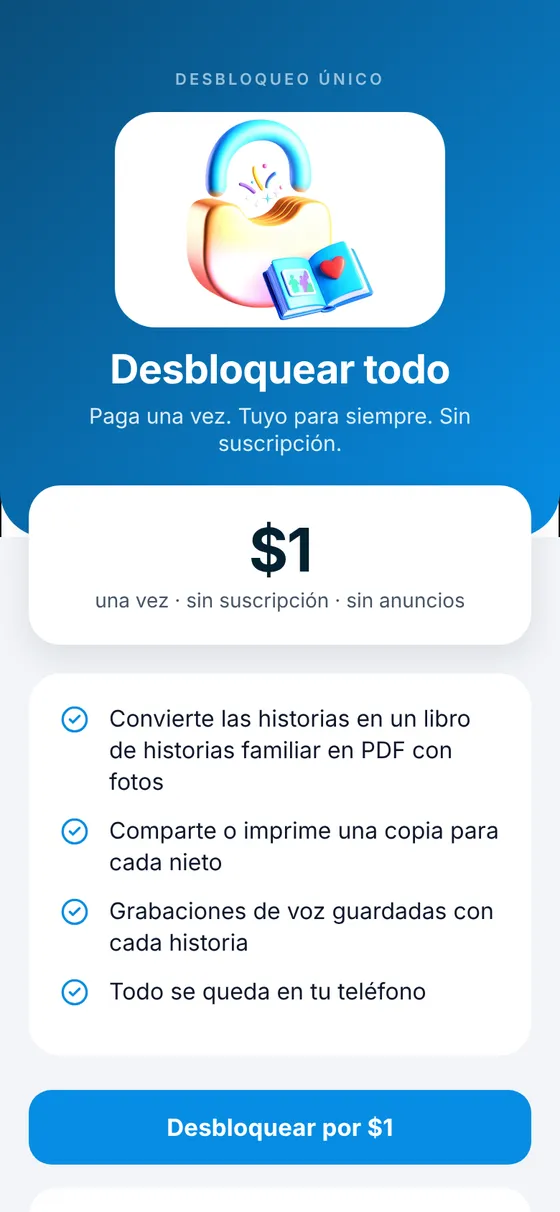 DESBLOQUEO ÚNICO
Desbloquear todo
Paga una vez. Tuyo para siempre. Sin
suscripción.
$1
una vez · sin suscripción · sin anuncios
Convierte las historias en un libro
de historias familiar en PDF con
fotos
Comparte o imprime una copia para
cada nieto
Grabaciones de voz guardadas con
cada historia
Todo se queda en tu teléfono
Desbloquear por $1